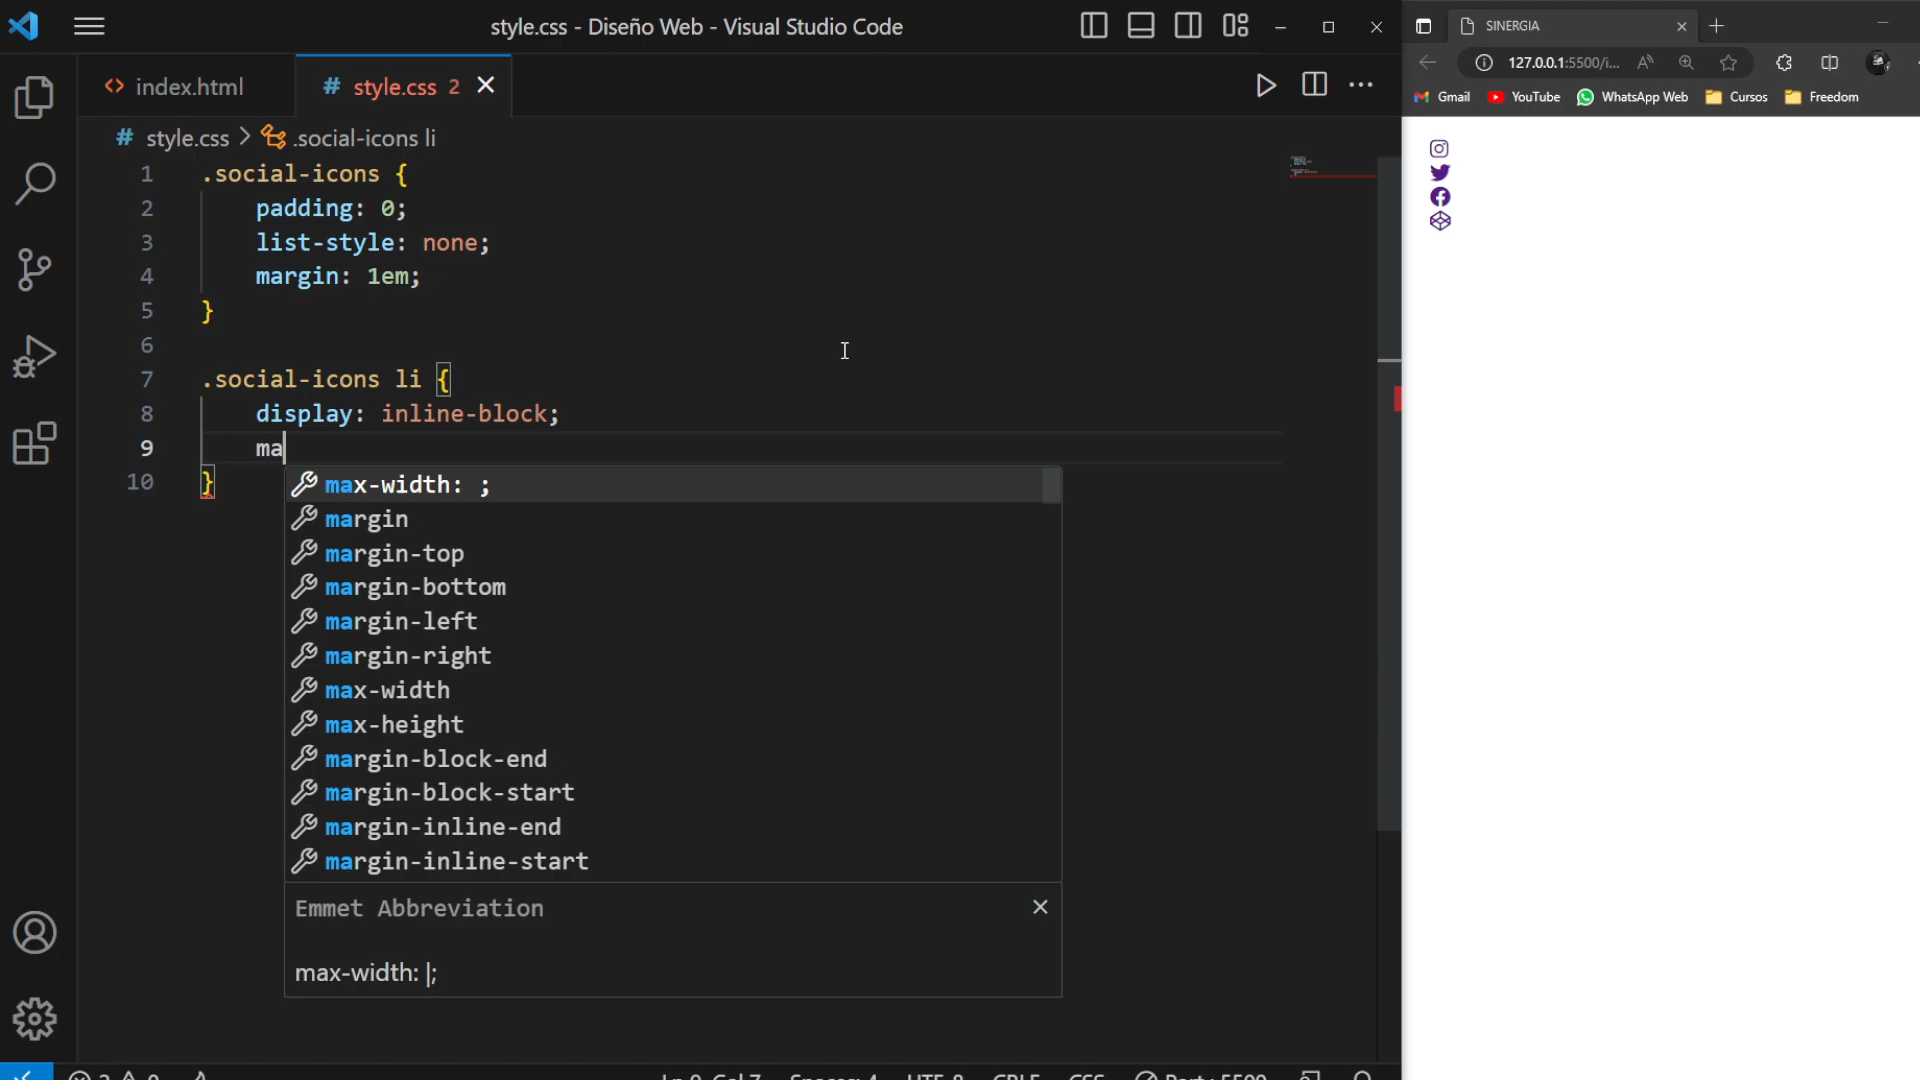 style.css - Diseño Web - Visual Studio Code
index.html
# style.css 2
# style.css > .social-icons li
1 .social-icons {
2 padding: 0;
3 list-style: none;
4 margin: 1em;
5 }
6
7 .social-icons li {
8 display: inline-block;
9 ma
10 }
max-width: ;
margin
margin-top
margin-bottom
margin-left
margin-right
max-width
max-height
margin-block-end
margin-block-start
margin-inline-end
margin-inline-start
Emmet Abbreviation
max-width: |;
SINERGIA
127.0.0.1:5500/i...
Gmail YouTube WhatsApp Web Cursos Freedom